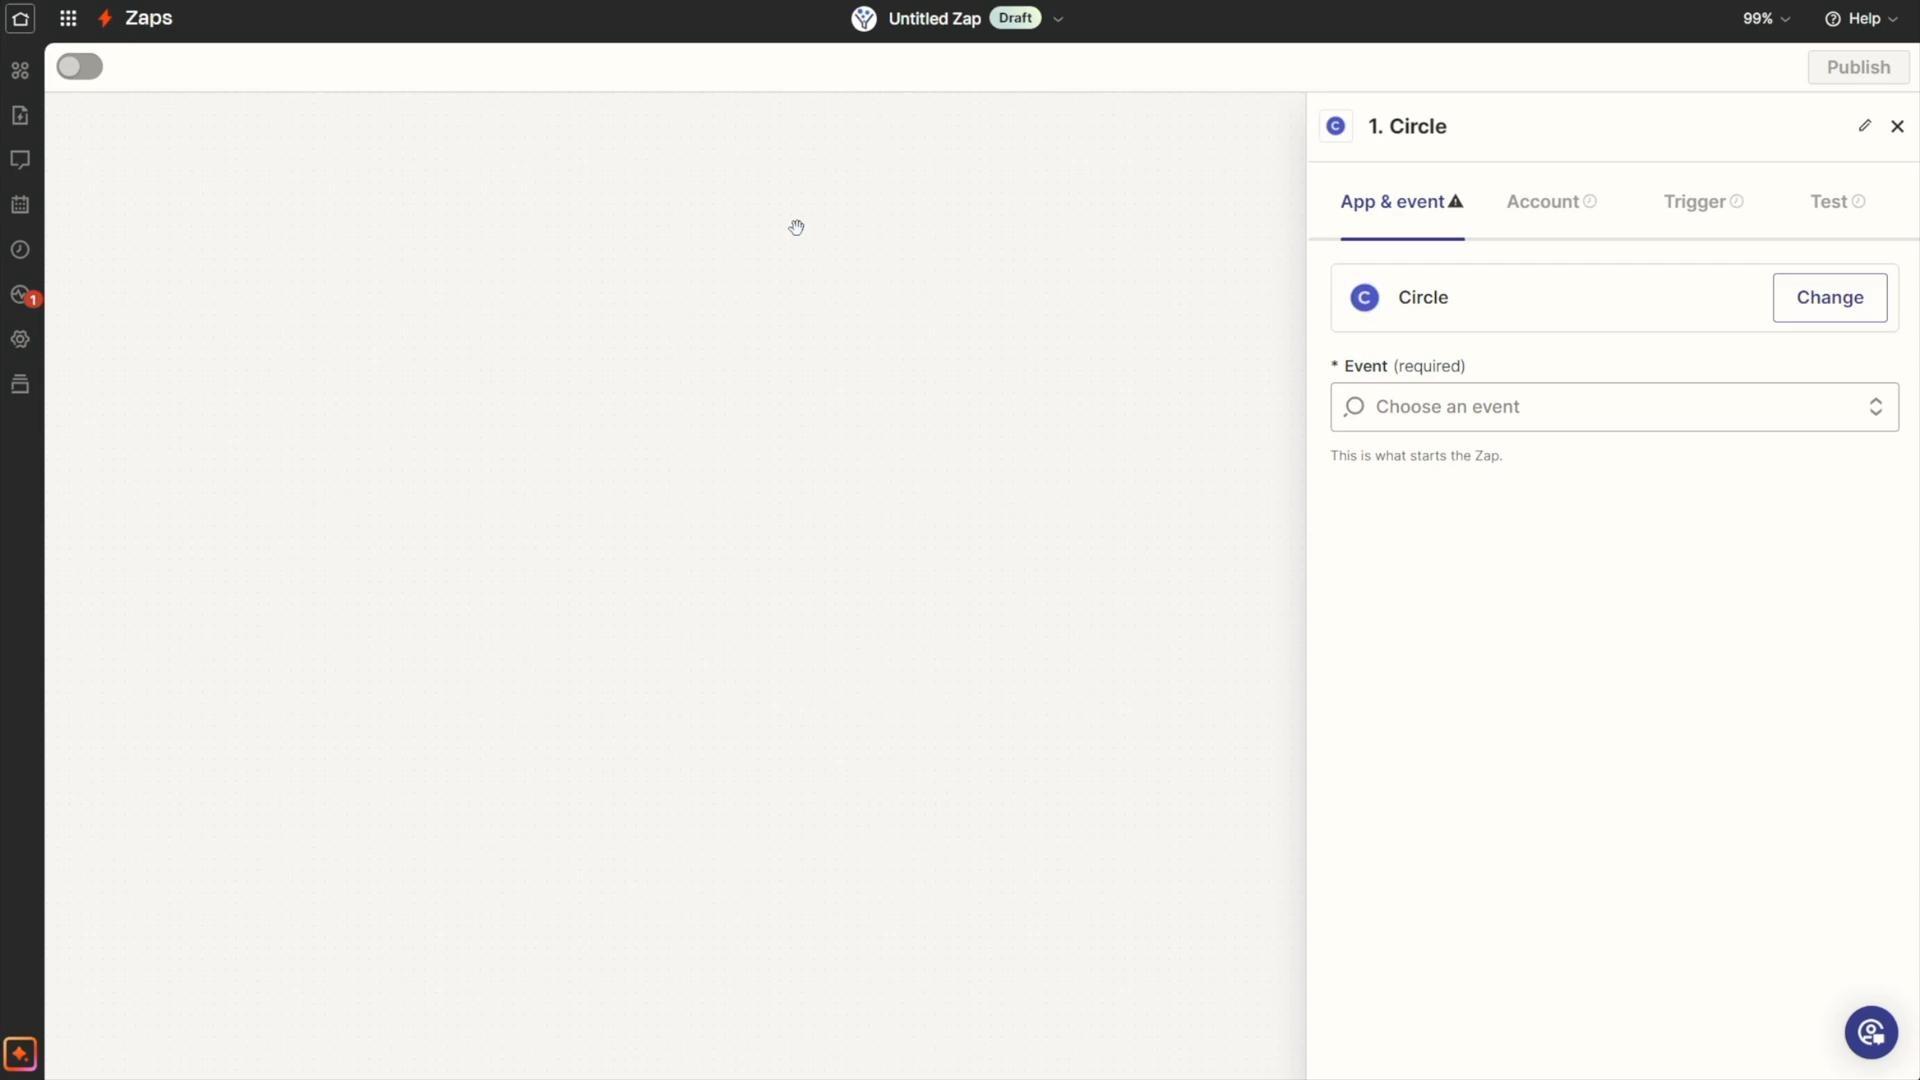 Zaps
Untitled Zap Draft
99%
Help
Publish
C 1. Circle
App & event
Account
Trigger
Test
C Circle
Change
* Event (required)
Choose an event
This is what starts the Zap.
1